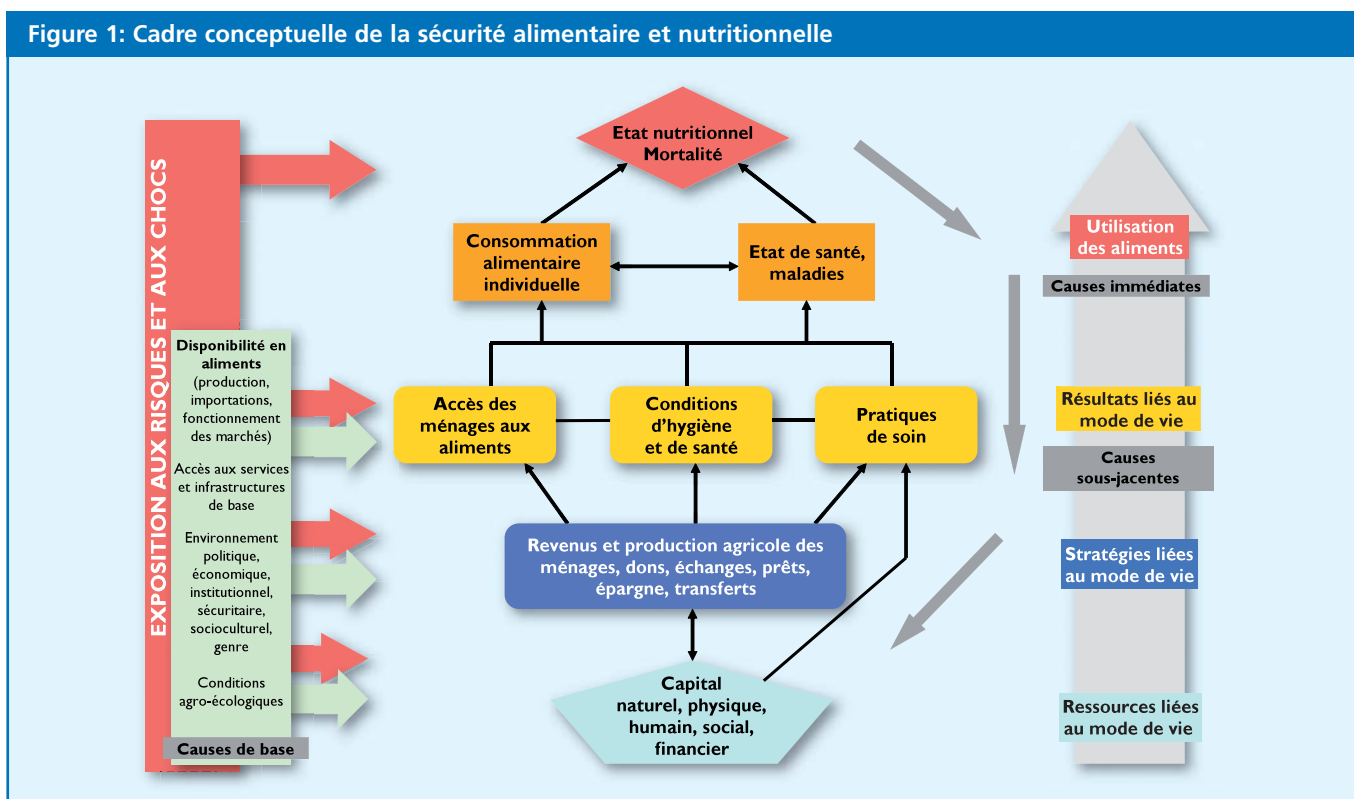 Figure 1: Cadre conceptuelle de la sécurité alimentaire et nutritionnelle
EXPOSITION AUX RISQUES ET AUX CHOCS
Disponibilité en
aliments
(production,
importations,
fonctionnement
des marchés)
Accès aux services
et infrastructures
de base
Environnement
politique,
économique,
institutionnel,
sécuritaire,
socioculturel,
genre
Conditions
agro-écologiques
Causes de base
Etat nutritionnel
Mortalité
Consommation
alimentaire
individuelle
Etat de santé,
maladies
Accès des
ménages aux
aliments
Conditions
d'hygiène
et de santé
Pratiques
de soin
Revenus et production agricole des
ménages, dons, échanges, prêts,
épargne, transferts
Capital
naturel, physique,
humain, social,
financier
Utilisation
des aliments
Causes immédiates
Résultats liés au
mode de vie
Causes
sous-jacentes
Stratégies liées
au mode de vie
Ressources liées
au mode de vie